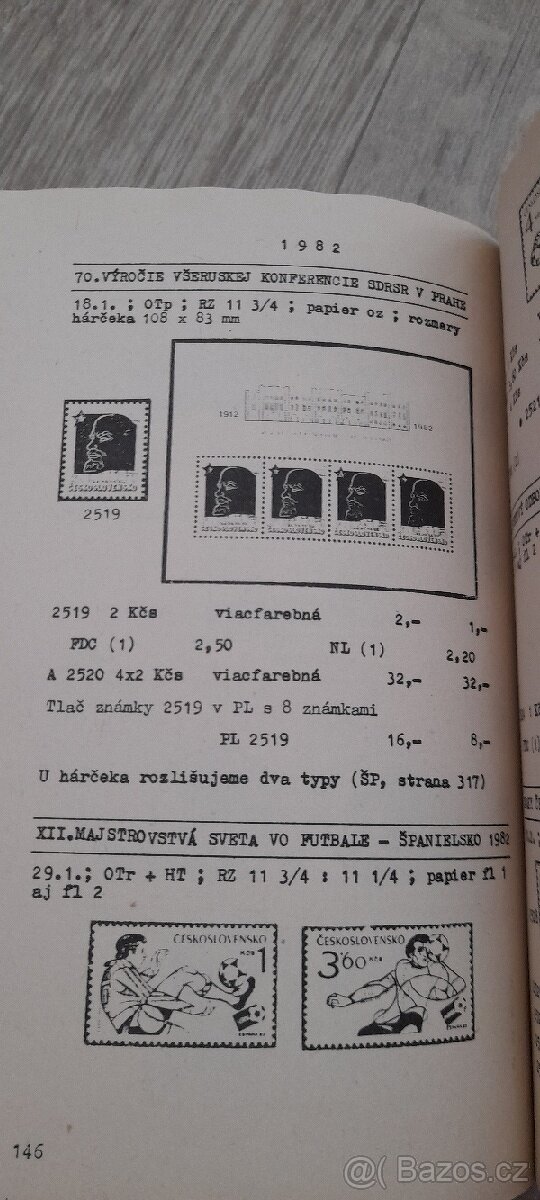 1982
70.VÝROČIE VŠERUSKEJ KONFERENCIE SDRSR V PRAHE
18.1. ; OTp ; RZ 11 3/4 ; papier oz ; rozmery
hárčeka 108 x 83 mm
1912 1982
ČESKOSLOVENSKO
2519
2519 2 Kčs viacfarebná 2,- 1,-
FDC (1) 2,50 NL (1) 2,20
A 2520 4x2 Kčs viacfarebná 32,- 32,-
Tlač známky 2519 v PL s 8 známkami
PL 2519 16,- 8,-
U hárčeka rozlišujeme dva typy (ŠP, strana 317)
XII.MAJSTROVSTVÁ SVETA VO FUTBALE - ŠPANIELSKO 1982
29.1.; OTr + HT ; RZ 11 3/4 : 11 1/4 ; papier fl 1
aj fl 2
ČESKOSLOVENSKO
Kčs 1
ČESKOSLOVENSKO
3'60 Kčs
146
@ Bazos.cz